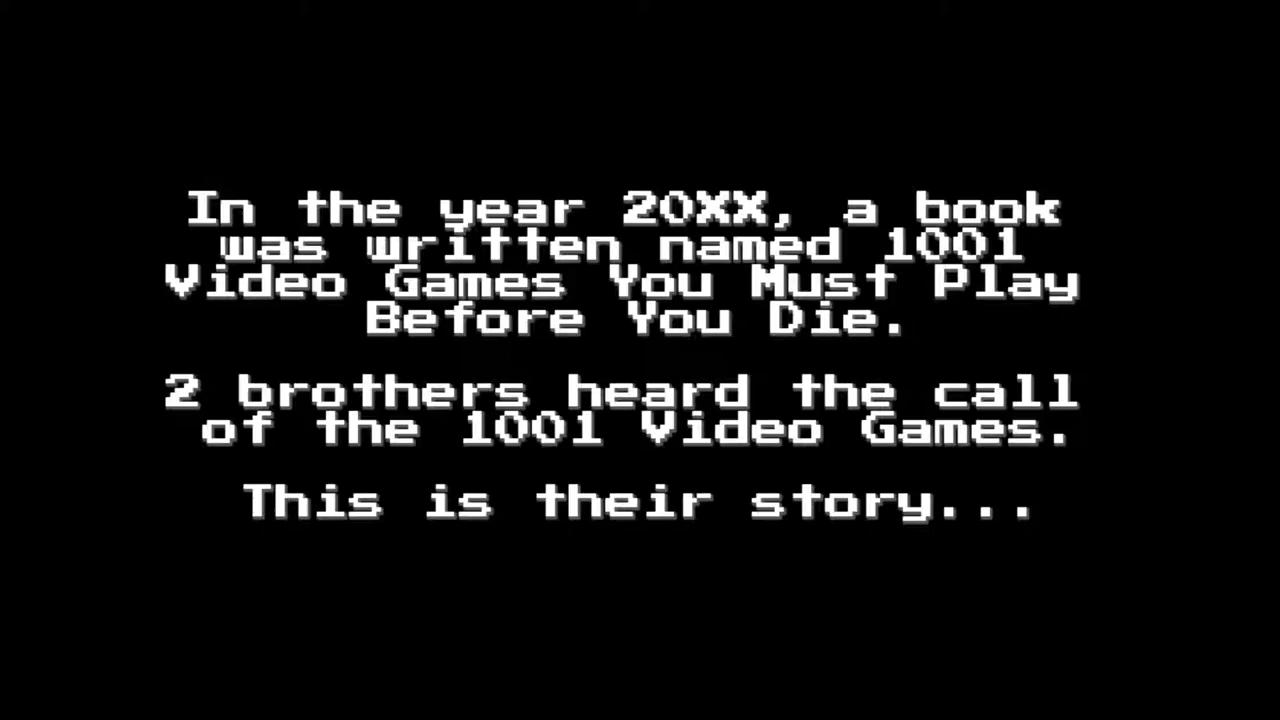 In the year 20XX, a book
was written named 1001
Video Games You Must Play
Before You Die.
2 brothers heard the call
of the 1001 Video Games.
This is their story...